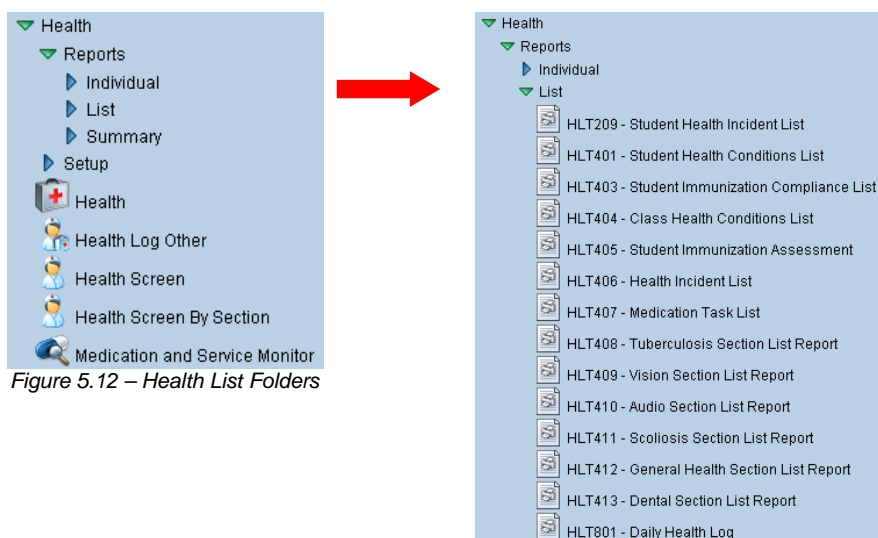 Health
Reports
Individual
List
Summary
Setup
Health
Health Log Other
Health Screen
Health Screen By Section
Medication and Service Monitor
Figure 5.12 – Health List Folders
Health
Reports
Individual
List
HLT209 - Student Health Incident List
HLT401 - Student Health Conditions List
HLT403 - Student Immunization Compliance List
HLT404 - Class Health Conditions List
HLT405 - Student Immunization Assessment
HLT406 - Health Incident List
HLT407 - Medication Task List
HLT408 - Tuberculosis Section List Report
HLT409 - Vision Section List Report
HLT410 - Audio Section List Report
HLT411 - Scoliosis Section List Report
HLT412 - General Health Section List Report
HLT413 - Dental Section List Report
HLT801 - Daily Health Log